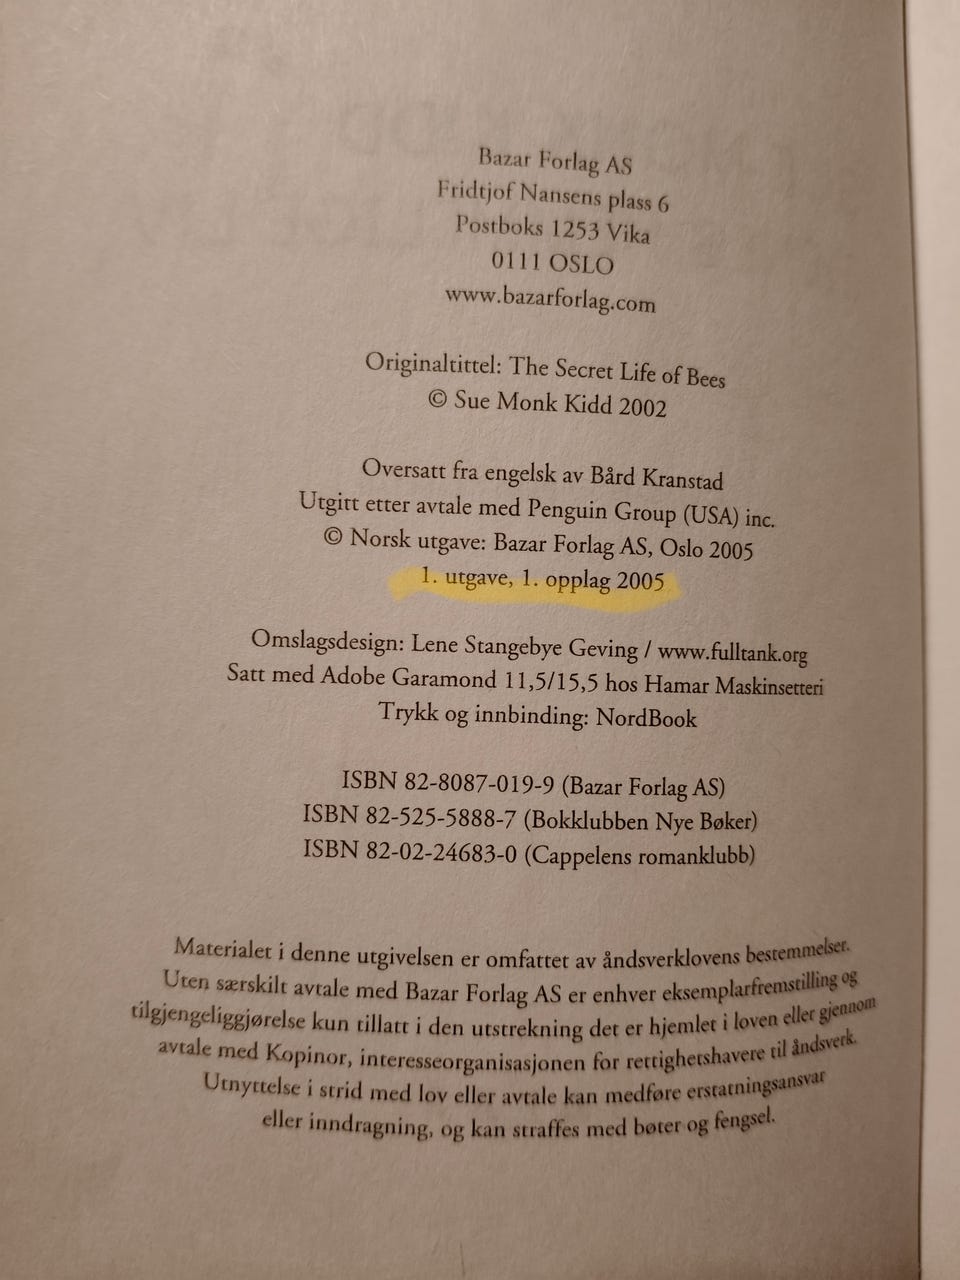 Bazar Forlag AS
Fridtjof Nansens plass 6
Postboks 1253 Vika
0111 OSLO
www.bazarforlag.com
Originaltittel: The Secret Life of Bees
© Sue Monk Kidd 2002
Oversatt fra engelsk av Bård Kranstad
Utgitt etter avtale med Penguin Group (USA) inc.
© Norsk utgave: Bazar Forlag AS, Oslo 2005
1. utgave, 1. opplag 2005
Omslagsdesign: Lene Stangebye Geving / www.fulltank.org
Satt med Adobe Garamond 11,5/15,5 hos Hamar Maskinsetteri
Trykk og innbinding: NordBook
ISBN 82-8087-019-9 (Bazar Forlag AS)
ISBN 82-525-5888-7 (Bokklubben Nye Bøker)
ISBN 82-02-24683-0 (Cappelens romanklubb)
Materialet i denne utgivelsen er omfattet av åndsverklovens bestemmelser.
Uten særskilt avtale med Bazar Forlag AS er enhver eksemplarfremstilling og
tilgjengeliggjørelse kun tillatt i den utstrekning det er hjemlet i loven eller gjennom
avtale med Kopinor, interesseorganisasjonen for rettighetshavere til åndsverk.
Utnyttelse i strid med lov eller avtale kan medføre erstatningsansvar
eller inndragning, og kan straffes med bøter og fengsel.